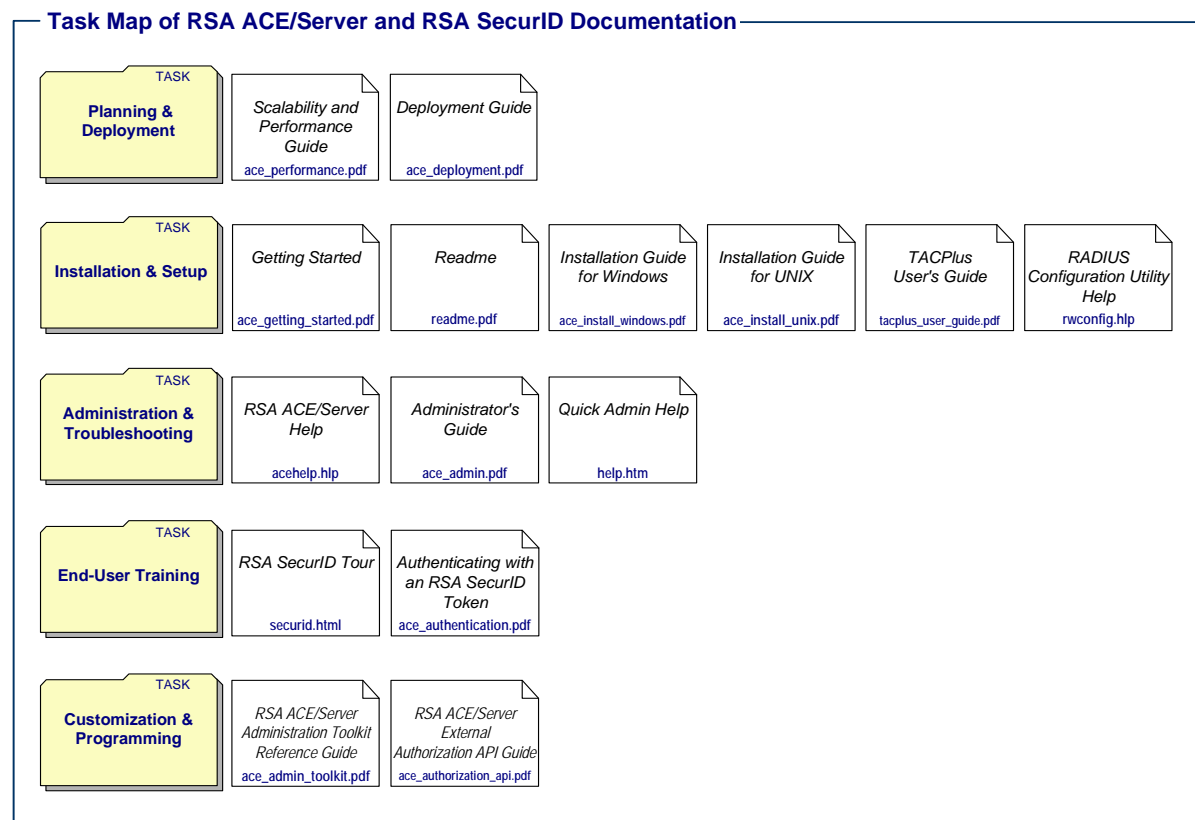 Task Map of RSA ACE/Server and RSA SecurID Documentation
TASK
Planning &
Deployment
Scalability and
Performance
Guide
ace_performance.pdf
Deployment Guide
ace_deployment.pdf
TASK
Installation & Setup
Getting Started
ace_getting_started.pdf
Readme
readme.pdf
Installation Guide
for Windows
ace_install_windows.pdf
Installation Guide
for UNIX
ace_install_unix.pdf
TACPlus
User's Guide
tacplus_user_guide.pdf
RADIUS
Configuration Utility
Help
rwconfig.hlp
TASK
Administration &
Troubleshooting
RSA ACE/Server
Help
acehelp.hlp
Administrator's
Guide
ace_admin.pdf
Quick Admin Help
help.htm
TASK
End-User Training
RSA SecurID Tour
securid.html
Authenticating with
an RSA SecurID
Token
ace_authentication.pdf
TASK
Customization &
Programming
RSA ACE/Server
Administration Toolkit
Reference Guide
ace_admin_toolkit.pdf
RSA ACE/Server
External
Authorization API Guide
ace_authorization_api.pdf